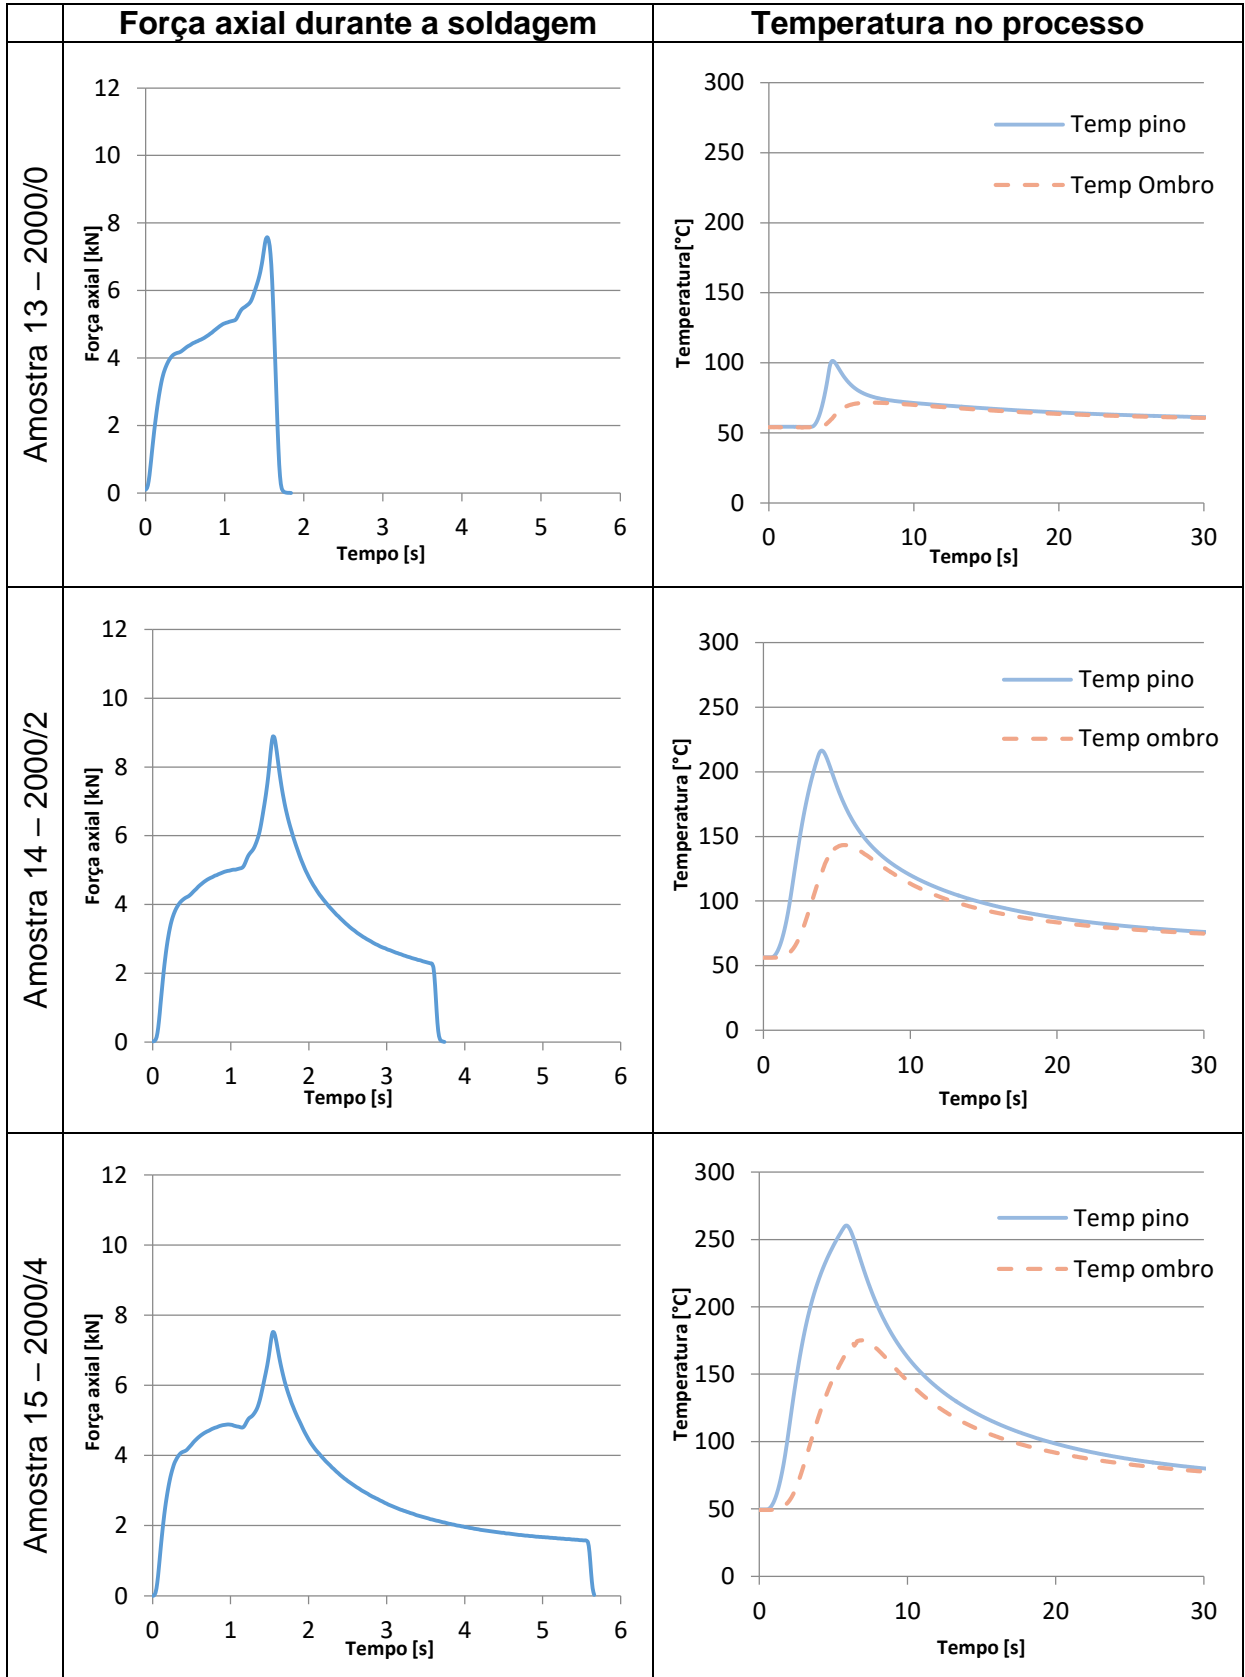 Força axial durante a soldagem
Temperatura no processo
Amostra 13 – 2000/0
12
10
8
6
4
2
0
Força axial [kN]
0 1 2 3 4 5 6
Tempo [s]
300
250
200
150
100
50
0
Temperatura[°C]
Temp pino
Temp Ombro
0 10 20 30
Tempo [s]
Amostra 14 – 2000/2
12
10
8
6
4
2
0
Força axial [kN]
0 1 2 3 4 5 6
Tempo [s]
300
250
200
150
100
50
0
Temperatura [°C]
Temp pino
Temp ombro
0 10 20 30
Tempo [s]
Amostra 15 – 2000/4
12
10
8
6
4
2
0
Força axial [kN]
0 1 2 3 4 5 6
Tempo [s]
300
250
200
150
100
50
0
Temperatura [°C]
Temp pino
Temp ombro
0 10 20 30
Tempo [s]